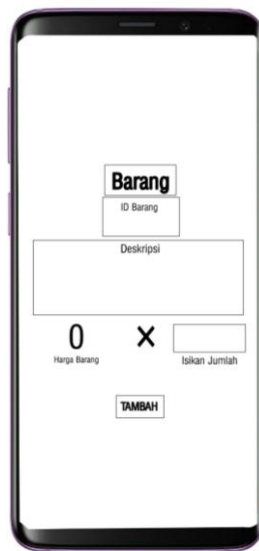 Barang
ID Barang
Deskripsi
0 X
Harga Barang Isikan Jumlah
TAMBAH